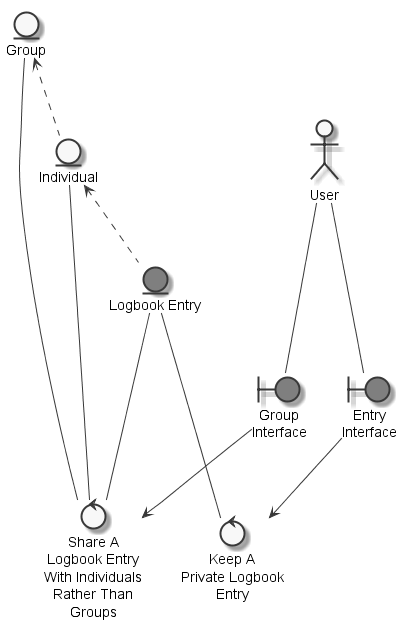 Group
Individual
User
Logbook Entry
Group
Interface
Entry
Interface
Share A
Logbook Entry
With Individuals
Rather Than
Groups
Keep A
Private Logbook
Entry